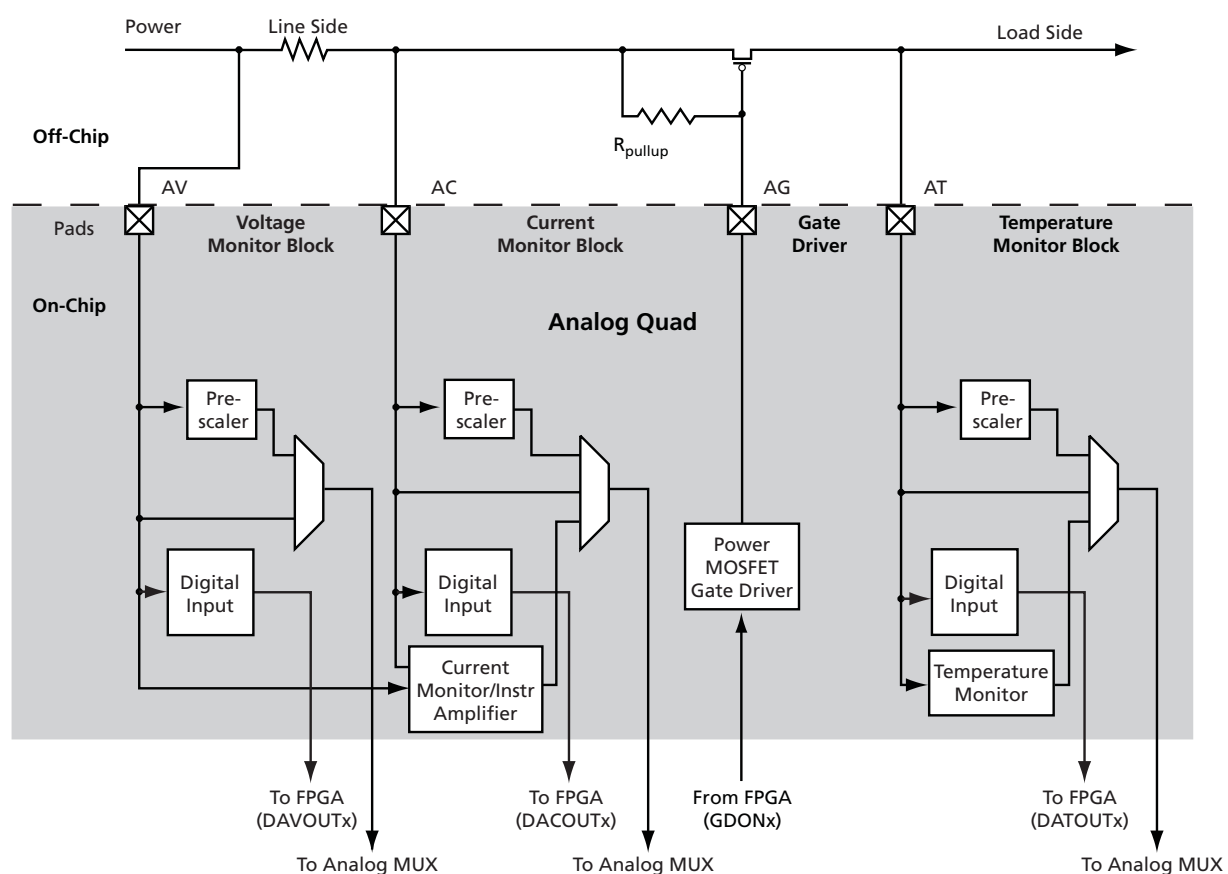 Power
Line Side
Load Side
Off-Chip
Rpullup
AV
AC
AG
AT
Pads
Voltage
Monitor Block
Current
Monitor Block
Gate
Driver
Temperature
Monitor Block
On-Chip
Analog Quad
Pre-
scaler
Pre-
scaler
Pre-
scaler
Power
MOSFET
Gate Driver
Digital
Input
Digital
Input
Digital
Input
Current
Monitor/Instr
Amplifier
Temperature
Monitor
To FPGA
(DAVOUTx)
To FPGA
(DACOUTx)
From FPGA
(GDONx)
To FPGA
(DATOUTx)
To Analog MUX
To Analog MUX
To Analog MUX